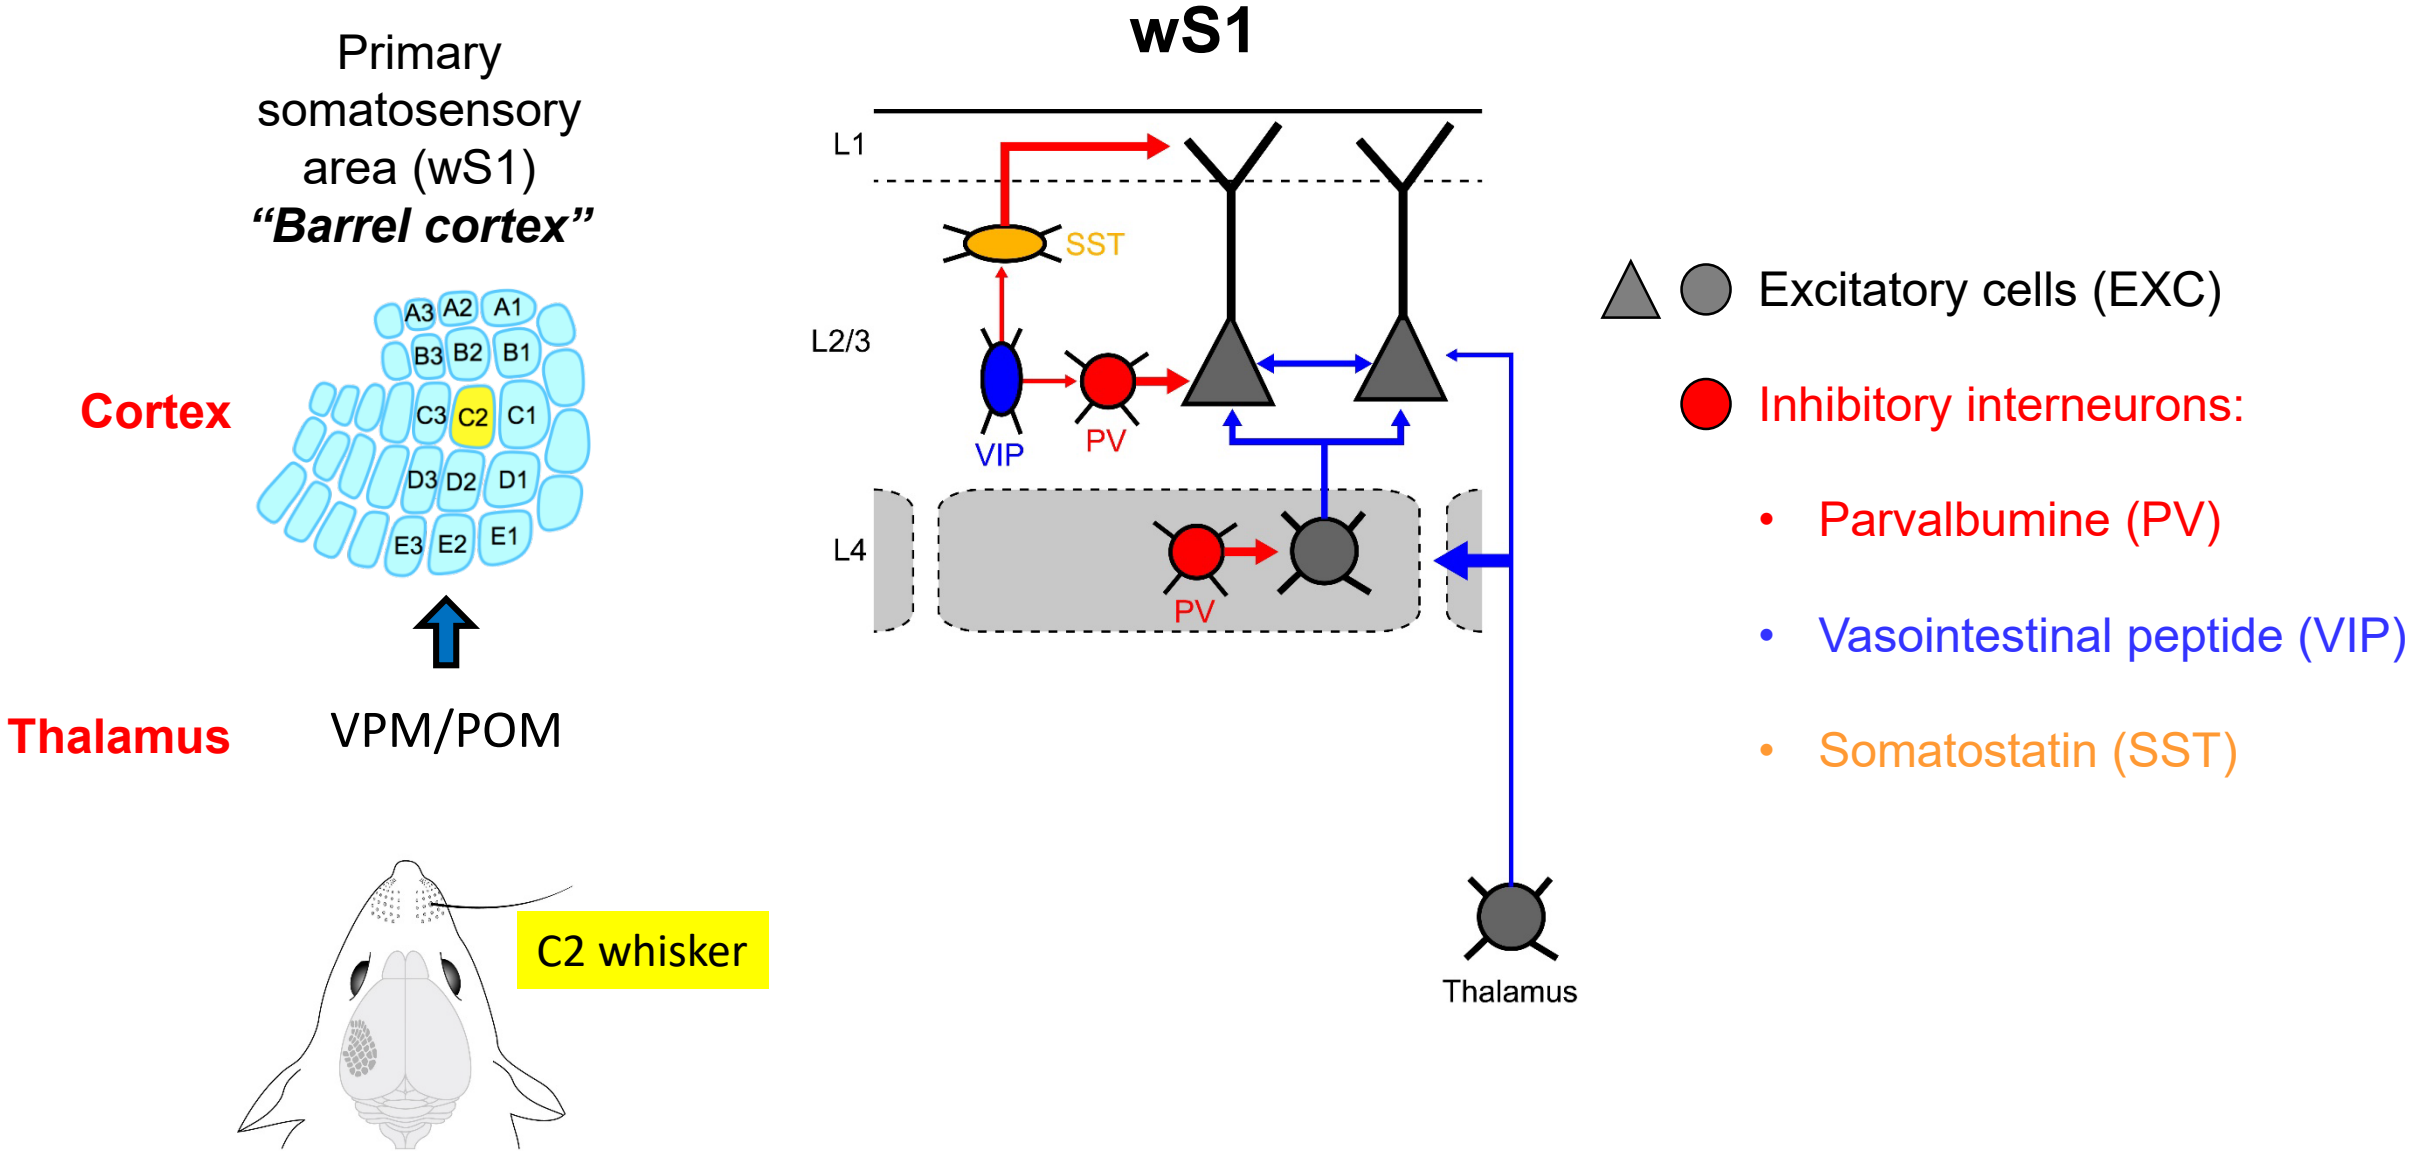 Primary
somatosensory
area (wS1)
“Barrel cortex”
A3 A2 A1
B3 B2 B1
C3 C2 C1
D3 D2 D1
E3 E2 E1
Cortex
Thalamus
VPM/POM
C2 whisker
wS1
L1
SST
L2/3
VIP
PV
L4
PV
Thalamus
Excitatory cells (EXC)
Inhibitory interneurons:
• Parvalbumine (PV)
• Vasointestinal peptide (VIP)
• Somatostatin (SST)